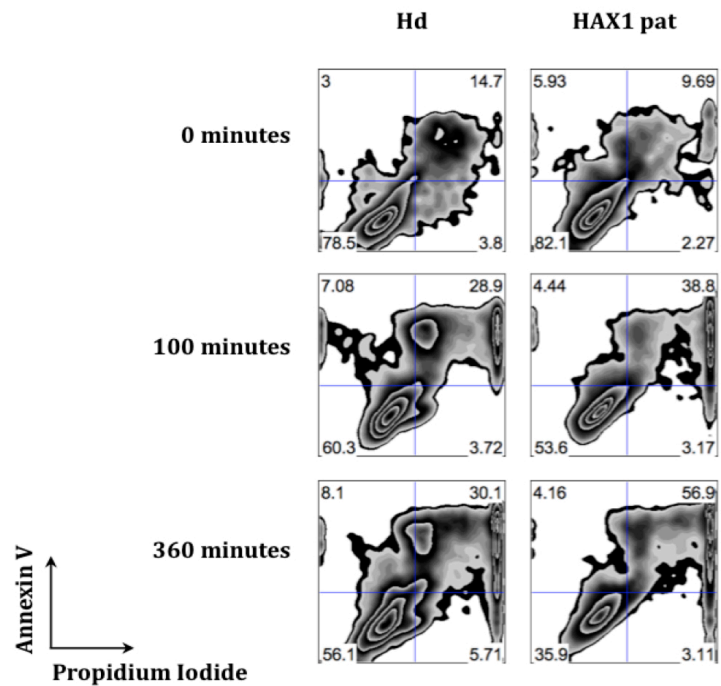 Hd HAX1 pat
3 14.7 5.93 9.69
0 minutes
78.5 3.8 82.1 2.27
7.08 28.9 4.44 38.8
100 minutes
60.3 3.72 53.6 3.17
8.1 30.1 4.16 56.9
360 minutes
Annexin V
56.1 5.71 35.9 3.11
Propidium Iodide